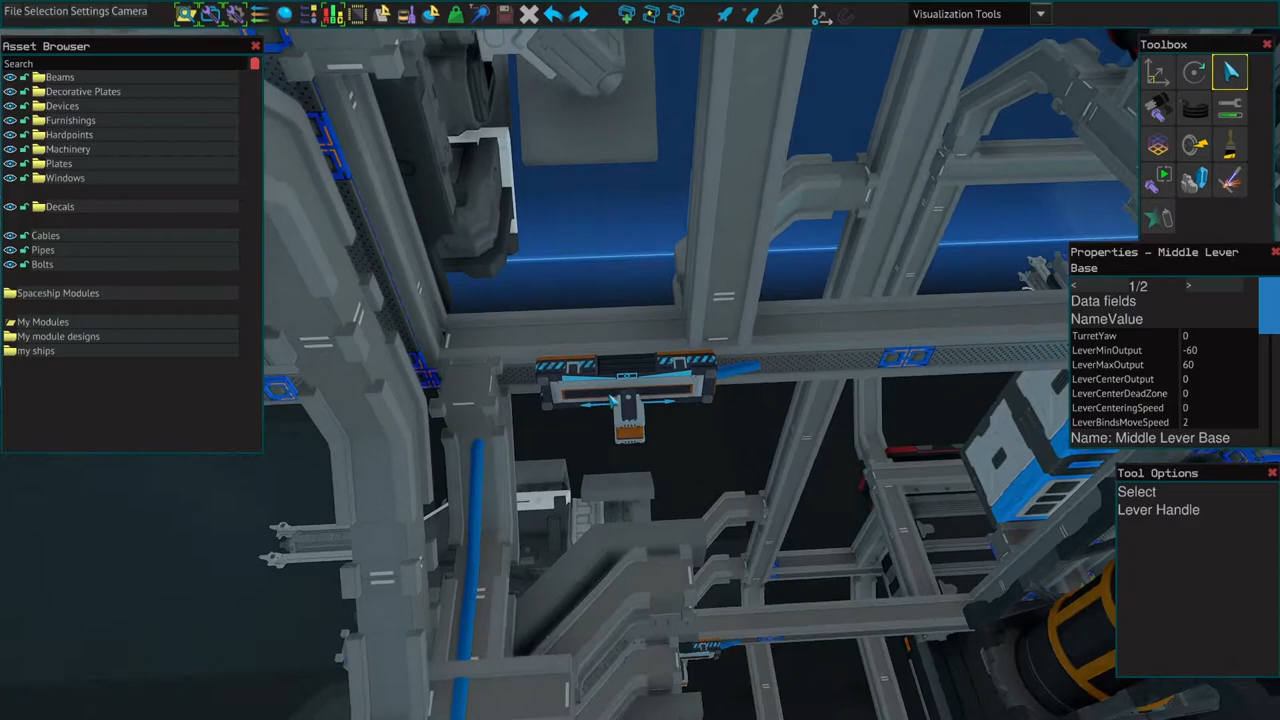 File Selection Settings Camera
Visualization Tools
Asset Browser
Search
Beams
Decorative Plates
Devices
Furnishings
Hardpoints
Machinery
Plates
Windows
Decals
Cables
Pipes
Bolts
Spaceship Modules
My Modules
My module designs
my ships
Toolbox
Properties - Middle Lever
Base
< 1/2 >
Data fields
NameValue
TurretYaw 0
LeverMinOutput -60
LeverMaxOutput 60
LeverCenterOutput 0
LeverCenterDeadZone 0
LeverCenteringSpeed 0
LeverBindsMoveSpeed 2
Name: Middle Lever Base
Tool Options
Select
Lever Handle